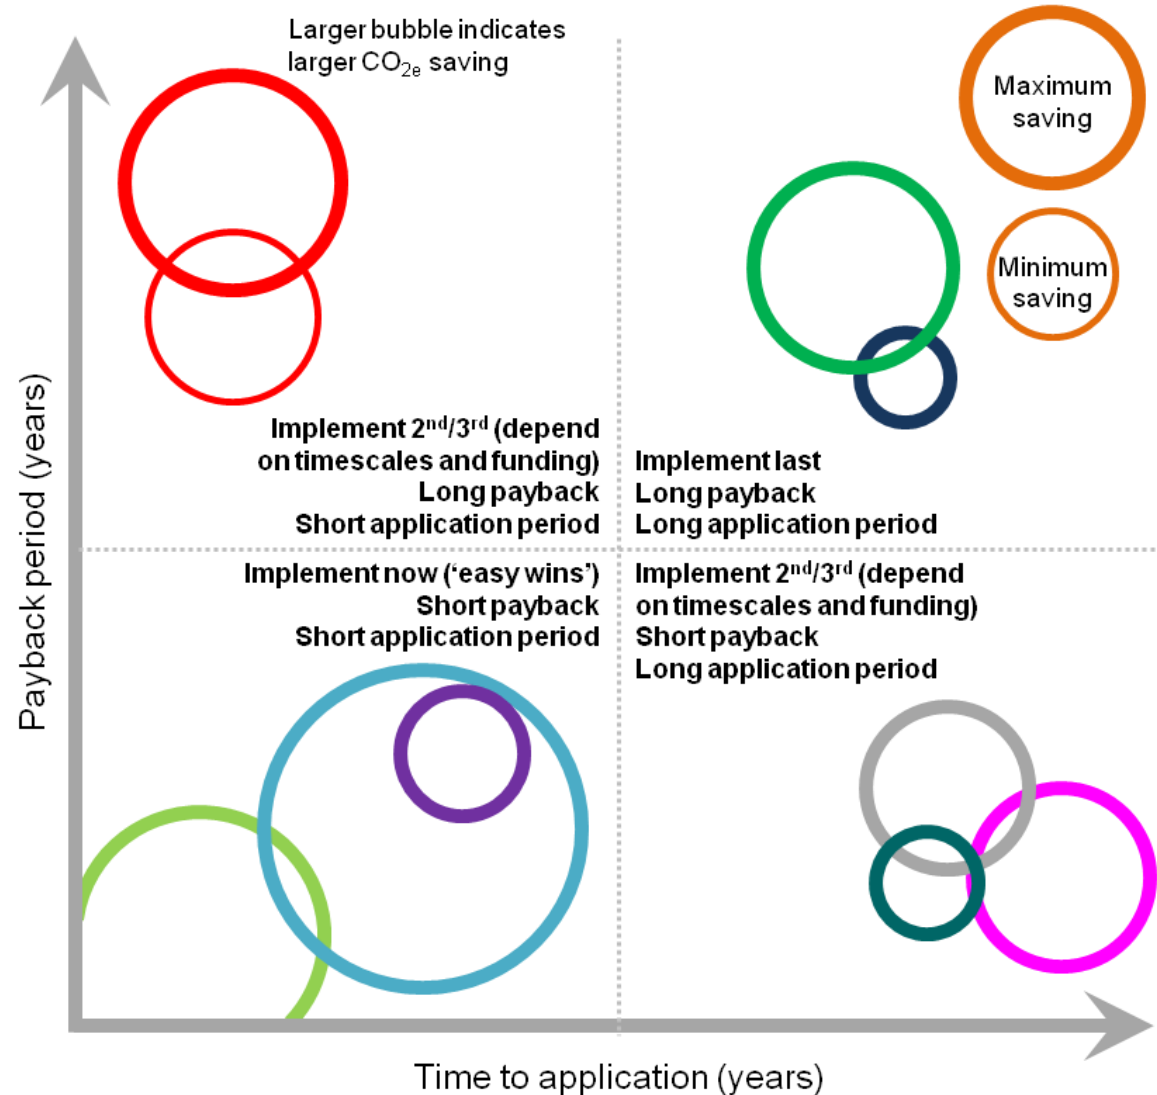 Larger bubble indicates
larger CO₂ₑ saving
Maximum
saving
Minimum
saving
Implement 2ⁿᵈ/3ʳᵈ (depend
on timescales and funding)
Long payback
Short application period
Implement last
Long payback
Long application period
Implement now (‘easy wins’)
Short payback
Short application period
Implement 2ⁿᵈ/3ʳᵈ (depend
on timescales and funding)
Short payback
Long application period
Payback period (years)
Time to application (years)